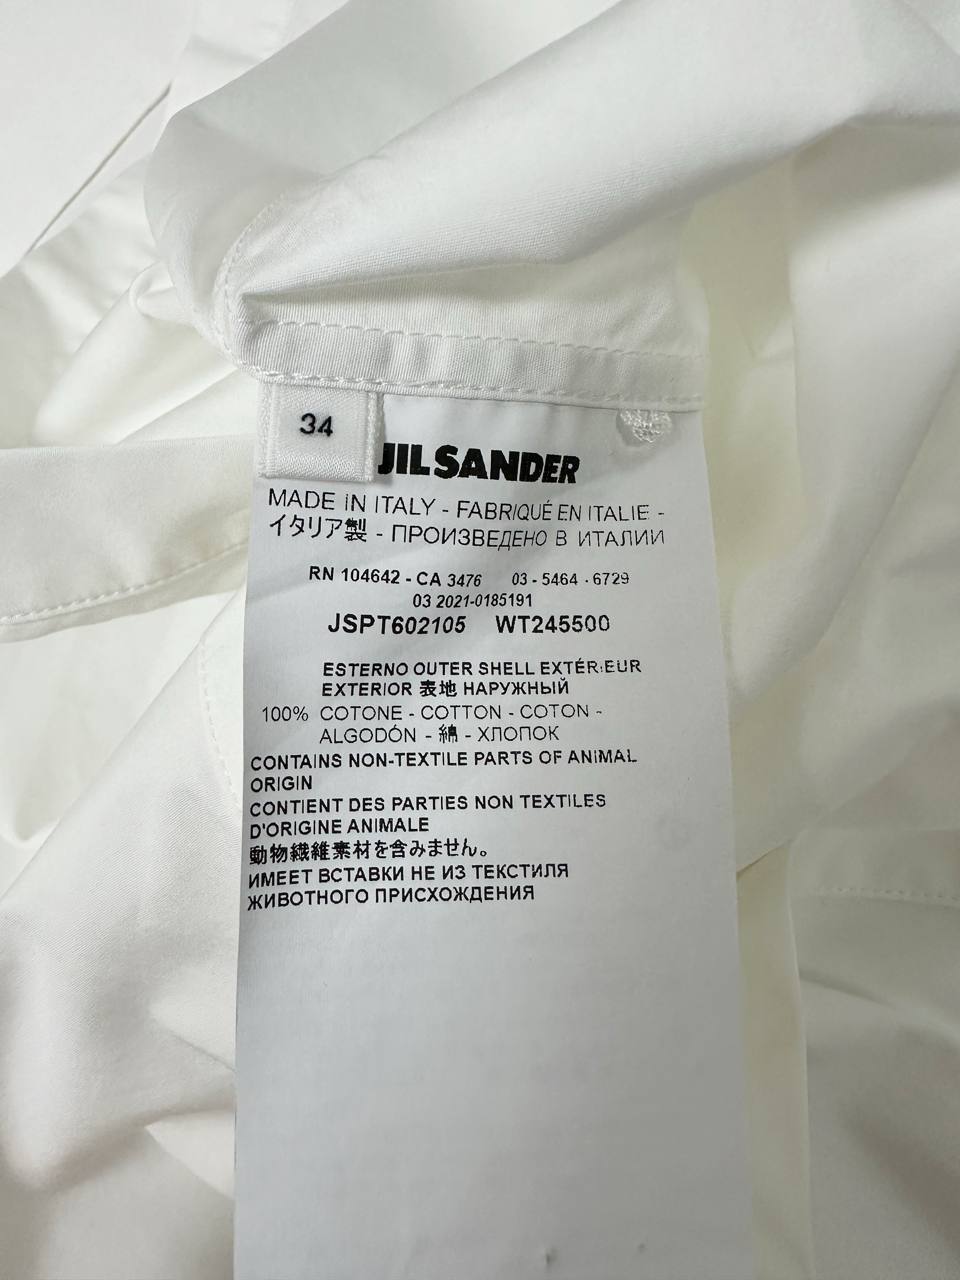 34
JIL SANDER
MADE IN ITALY - FABRIQUÉ EN ITALIE -
イタリア製 - ПРОИЗВЕДЕНО В ИТАЛИИ
RN 104642 - CA 3476 03 - 5464 - 6729
03 2021-0185191
JSPT602105 WT245500
ESTERNO OUTER SHELL EXTÉRIEUR
EXTERIOR 表地 НАРУЖНЫЙ
100% COTONE - COTTON - COTON -
ALGODÓN - 綿 - ХЛОПОК
CONTAINS NON-TEXTILE PARTS OF ANIMAL
ORIGIN
CONTIENT DES PARTIES NON TEXTILES
D'ORIGINE ANIMALE
動物繊維素材を含みません。
ИМЕЕТ ВСТАВКИ НЕ ИЗ ТЕКСТИЛЯ
ЖИВОТНОГО ПРИСХОЖДЕНИЯ